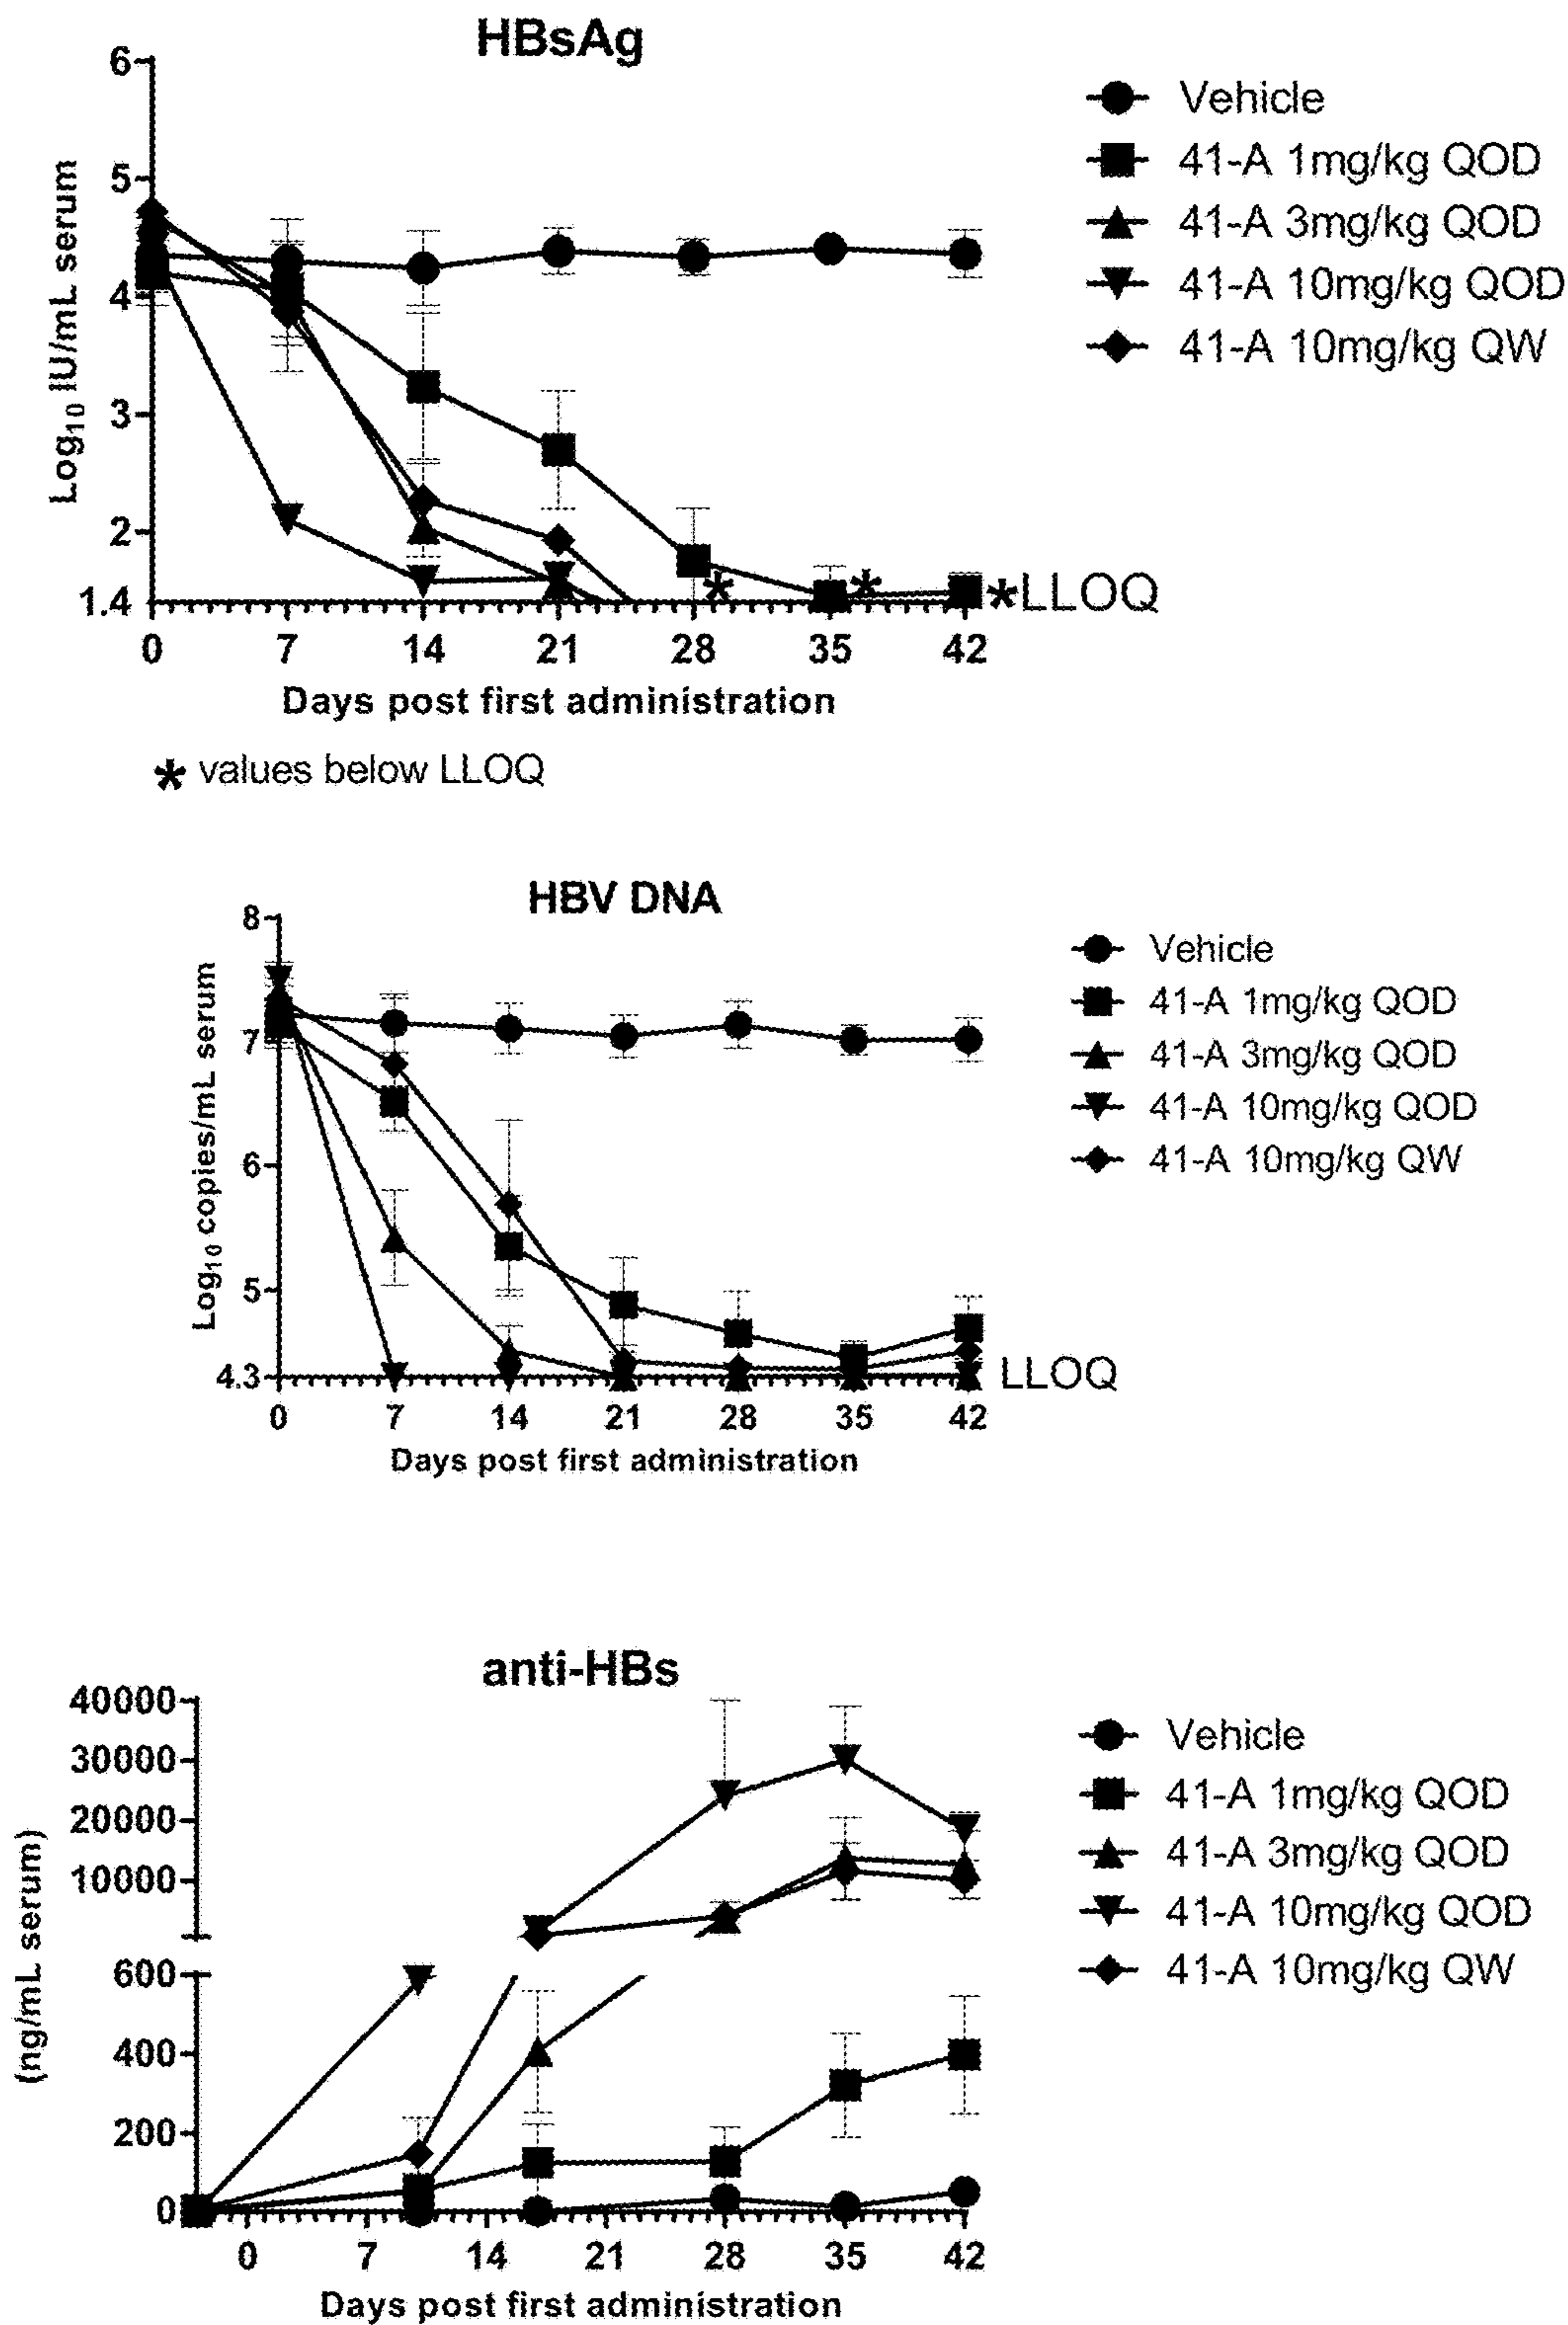 HBsAg
Log10 IU/mL serum
6
5
4
3
2
1.4
0 7 14 21 28 35 42
Days post first administration
* * *LLOQ
* values below LLOQ
Vehicle
41-A 1mg/kg QOD
41-A 3mg/kg QOD
41-A 10mg/kg QOD
41-A 10mg/kg QW
HBV DNA
Log10 copies/mL serum
8
7
6
5
4.3
0 7 14 21 28 35 42
Days post first administration
LLOQ
Vehicle
41-A 1mg/kg QOD
41-A 3mg/kg QOD
41-A 10mg/kg QOD
41-A 10mg/kg QW
anti-HBs
(ng/mL serum)
40000
30000
20000
10000
600
400
200
0
0 7 14 21 28 35 42
Days post first administration
Vehicle
41-A 1mg/kg QOD
41-A 3mg/kg QOD
41-A 10mg/kg QOD
41-A 10mg/kg QW